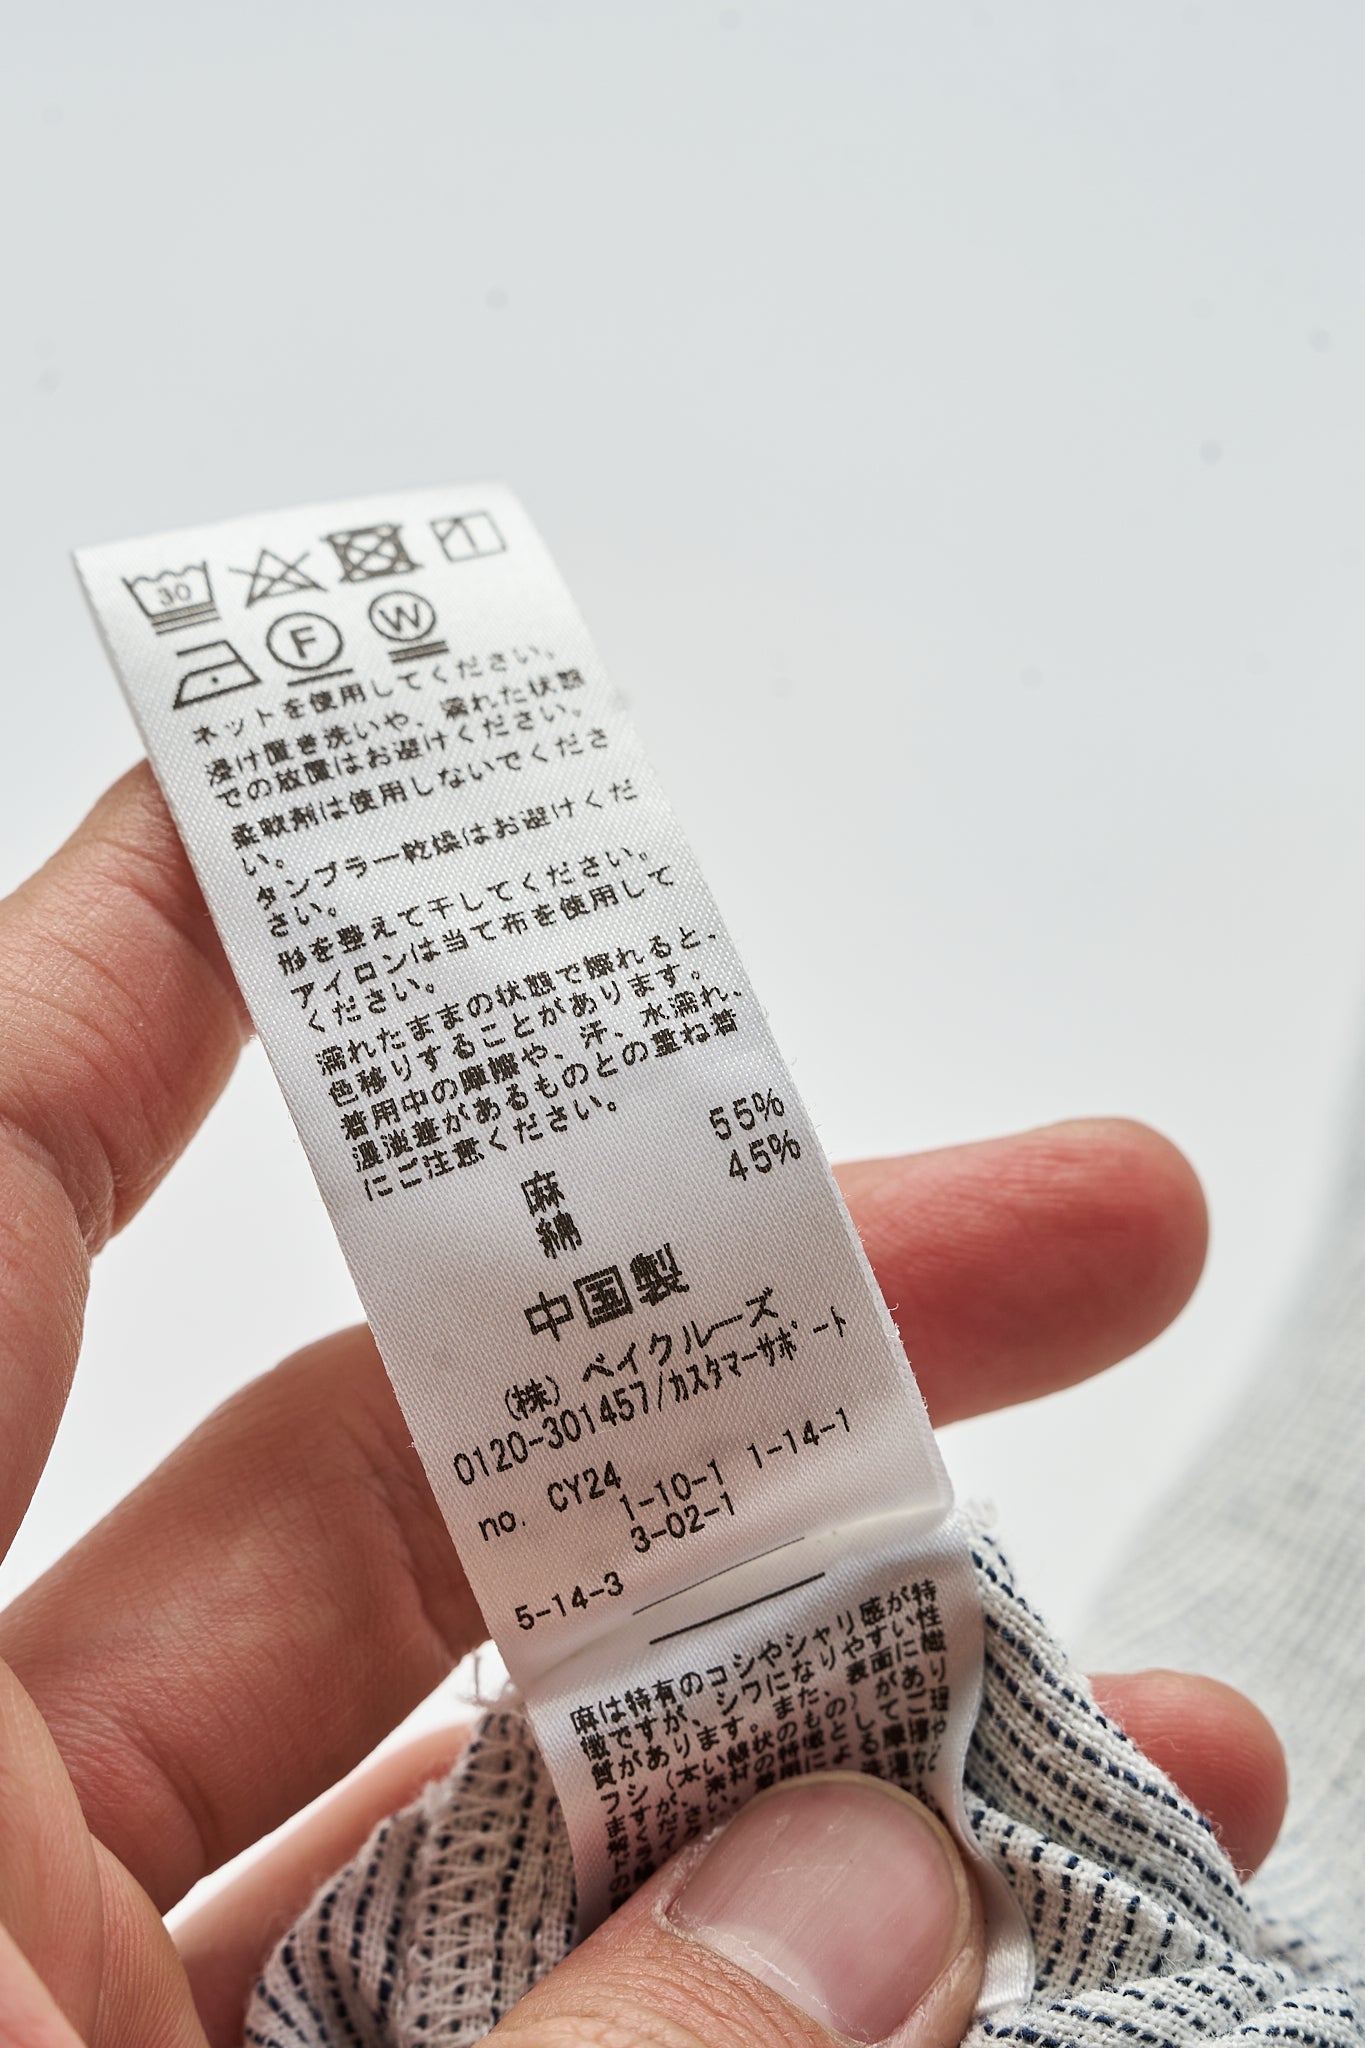 30
F W
ネットを使用してください。
浸け置き洗いや、濡れた状態
での放置はお避けください。
柔軟剤は使用しないでくださ
い。
タンブラー乾燥はお避けくだ
さい。
形を整えて干してください。
アイロンは当て布を使用して
ください。
濡れたままの状態で擦れると、
色移りすることがあります。
着用中の摩擦や、汗、水濡れ、
濃淡差があるものとの重ね着
にご注意ください。
麻 55%
綿 45%
中国製
(株) ベイクルーズ
0120-301457/カスタマーサポート
no. CY24
1-10-1 1-14-1
3-02-1
5-14-3
麻は特有のコシやシャリ感が特
徴ですが、シワになりやすい性
質があります。また、表面に織